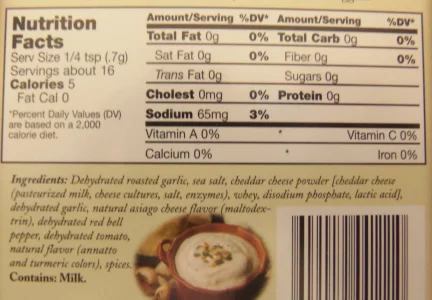 Nutrition
Facts
Serv Size 1/4 tsp (.7g)
Servings about 16
Calories 5
Fat Cal 0
*Percent Daily Values (DV)
are based on a 2,000
calorie diet.
Amount/Serving %DV* Amount/Serving %DV*
Total Fat 0g 0% Total Carb 0g 0%
Sat Fat 0g 0% Fiber 0g 0%
Trans Fat 0g Sugars 0g
Cholest 0mg 0% Protein 0g
Sodium 65mg 3%
Vitamin A 0% * Vitamin C 0%
Calcium 0% Iron 0%
Ingredients: Dehydrated roasted garlic, sea salt, cheddar cheese powder [cheddar cheese
(pasteurized milk, cheese cultures, salt, enzymes), whey, disodium phosphate, lactic acid],
dehydrated garlic, natural asiago cheese flavor (maltodex-
trin), dehydrated red bell
pepper, dehydrated tomato,
natural flavor (annatto
and turmeric colors), spices.
Contains: Milk.